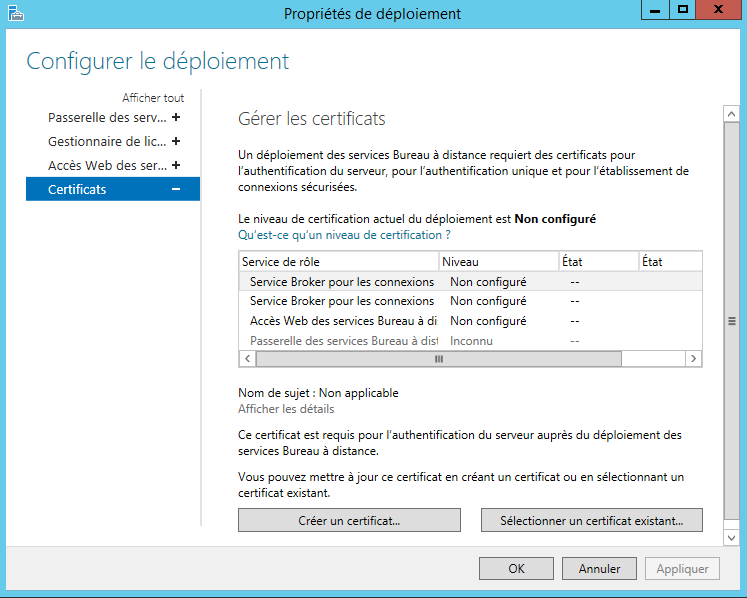 Propriétés de déploiement
Configurer le déploiement
Afficher tout
Passerelle des serv... +
Gestionnaire de lic... +
Accès Web des ser... +
Certificats −
Gérer les certificats
Un déploiement des services Bureau à distance requiert des certificats pour
l'authentification du serveur, pour l'authentification unique et pour l'établissement de
connexions sécurisées.
Le niveau de certification actuel du déploiement est Non configuré
Qu'est-ce qu'un niveau de certification ?
Service de rôle Niveau État État
Service Broker pour les connexions Non configuré --
Service Broker pour les connexions Non configuré --
Accès Web des services Bureau à di Non configuré --
Passerelle des services Bureau à dist Inconnu --
Nom de sujet : Non applicable
Afficher les détails
Ce certificat est requis pour l'authentification du serveur auprès du déploiement des
services Bureau à distance.
Vous pouvez mettre à jour ce certificat en créant un certificat ou en sélectionnant un
certificat existant.
Créer un certificat... Sélectionner un certificat existant...
OK Annuler Appliquer